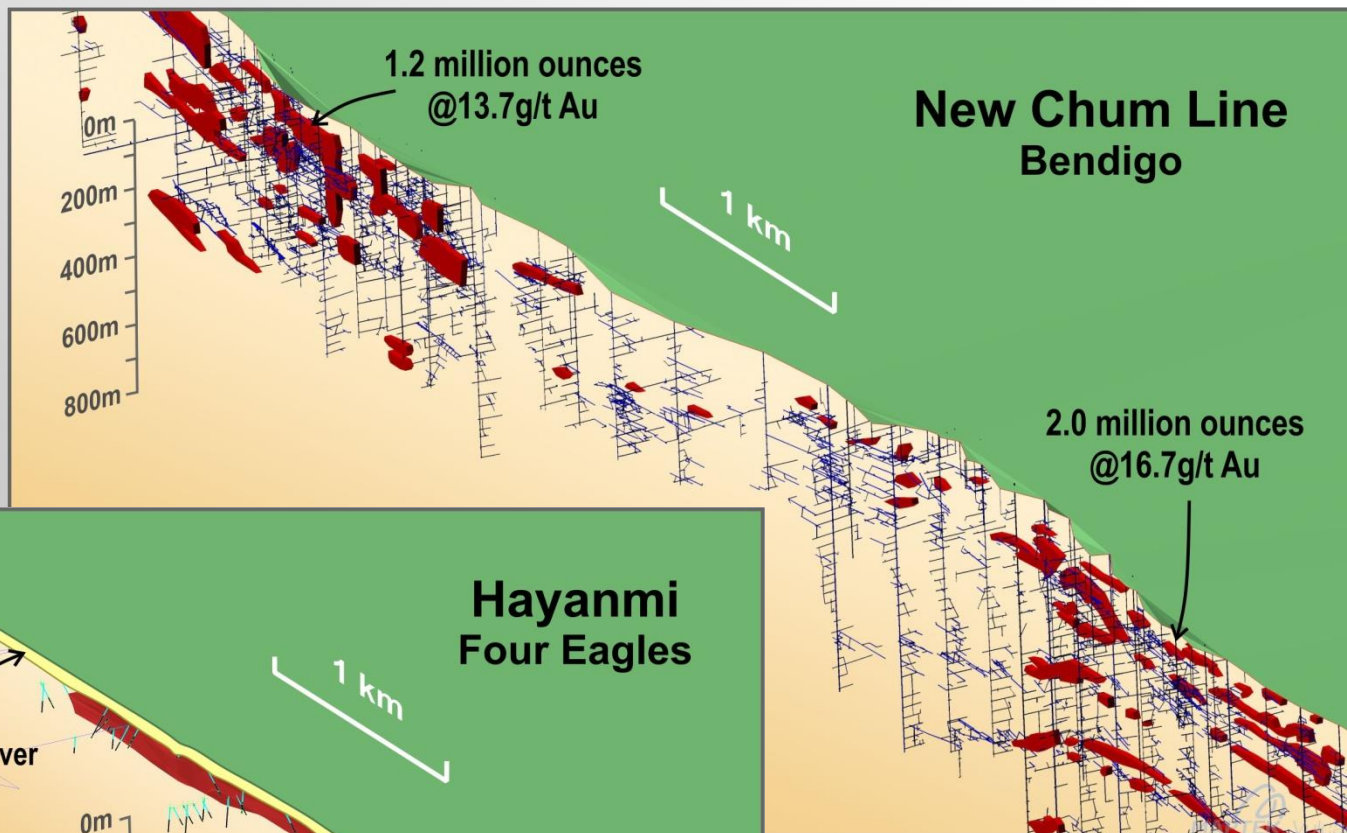 1.2 million ounces
@13.7g/t Au
New Chum Line
Bendigo
0m
200m
400m
600m
800m
1 km
2.0 million ounces
@16.7g/t Au
Hayanmi
Four Eagles
1 km
ver
0m